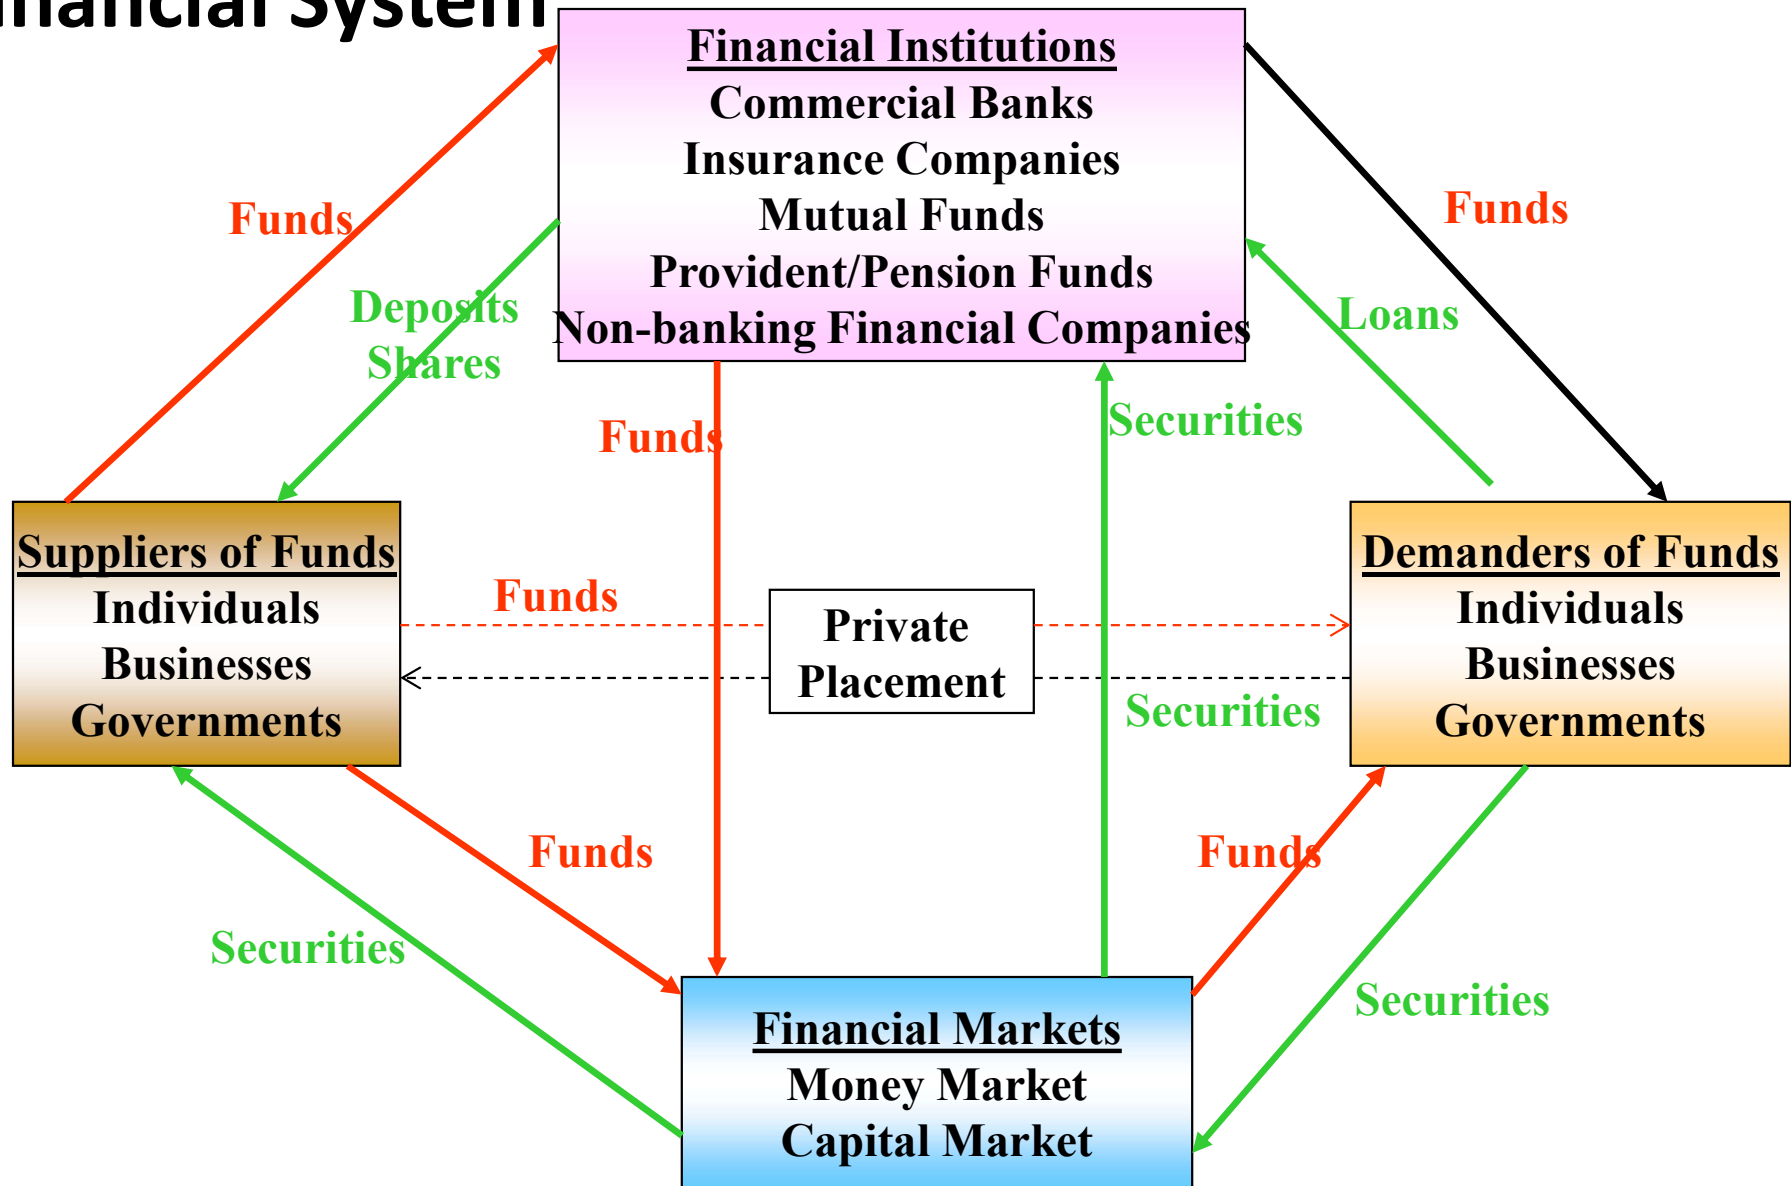 nancial System
Financial Institutions
Commercial Banks
Insurance Companies
Mutual Funds
Provident/Pension Funds
Non-banking Financial Companies
Funds
Funds
Deposits
Shares
Loans
Funds
Securities
Suppliers of Funds
Individuals
Businesses
Governments
Funds
Private
Placement
Securities
Demanders of Funds
Individuals
Businesses
Governments
Funds
Funds
Securities
Securities
Financial Markets
Money Market
Capital Market